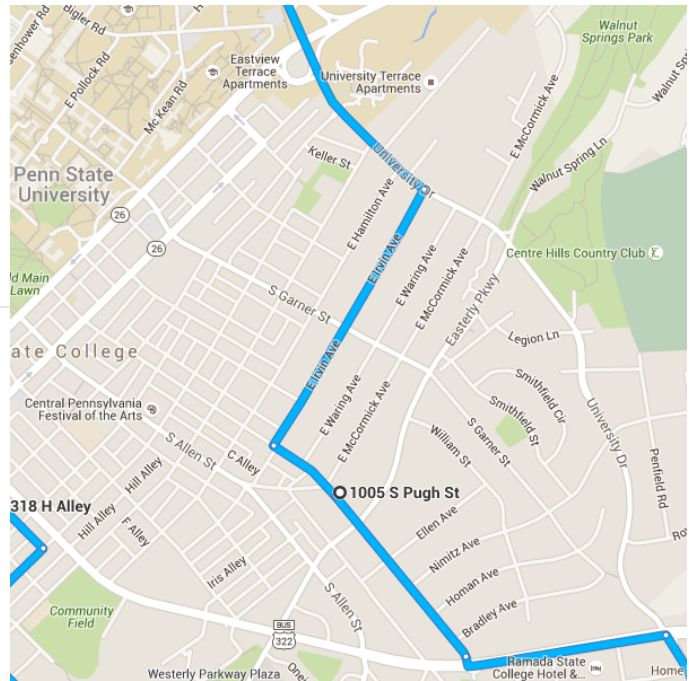 senhower Rd
Bigler Rd
E Pollock Rd
Mc Kean Rd
Eastview
Terrace
Apartments
University Terrace
Apartments
Walnut
Springs Park
E McCormick Ave
Walnut Spri
Walnut Spring Ln
Keller St
University Dr
Penn State
University
E Hamilton Ave
26
26
E Irvin Ave
E Waring Ave
E McCormick Ave
Centre Hills Country Club
ld Main
Lawn
S Garner St
Easterly Pkwy
Legion Ln
ate College
E Irvin Ave
Smithfield Cir
Smithfield St
Central Pennsylvania
Festival of the Arts
E Waring Ave
E McCormick Ave
S Garner St
University Dr
William St
S Allen St
C Alley
Penfield Rd
Hill Alley
1005 S Pugh St
318 H Alley
Hill Alley
F Alley
Ellen Ave
Ro
Nimitz Ave
Iris Alley
Homan Ave
S Allen St
Bradley Ave
Community
Field
BUS
322
Westerly Parkway Plaza
Onei
Ramada State
College Hotel &...
Home